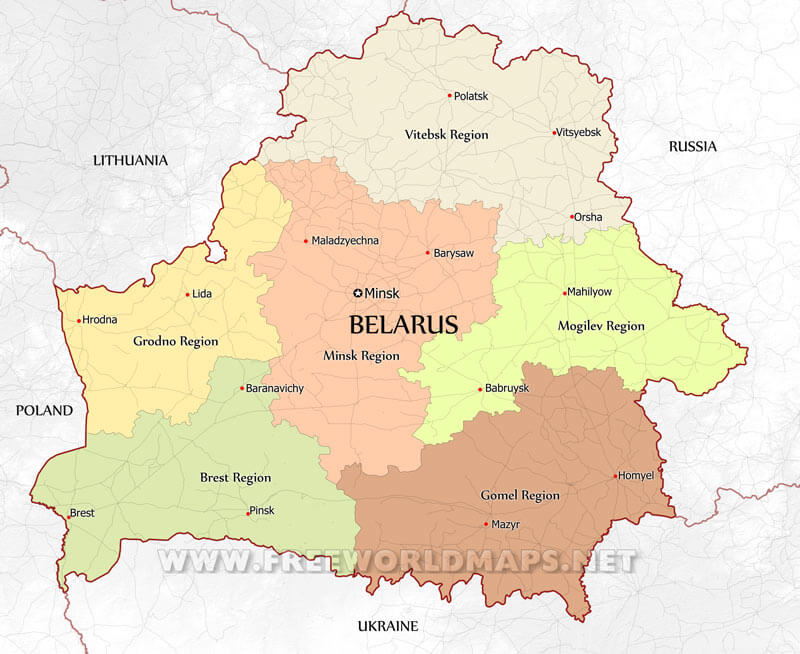 Polatsk
Vitebsk Region
Vitsyebsk
RUSSIA
LITHUANIA
Orsha
Maladzyechna
Barysaw
Minsk
Lida
Mahilyow
Hrodna
BELARUS
Mogilev Region
Grodno Region
Minsk Region
Baranavichy
Babruysk
POLAND
Brest Region
Homyel
Gomel Region
Brest
Pinsk
Mazyr
WWW.FREEWORLDMAPS.NET
UKRAINE